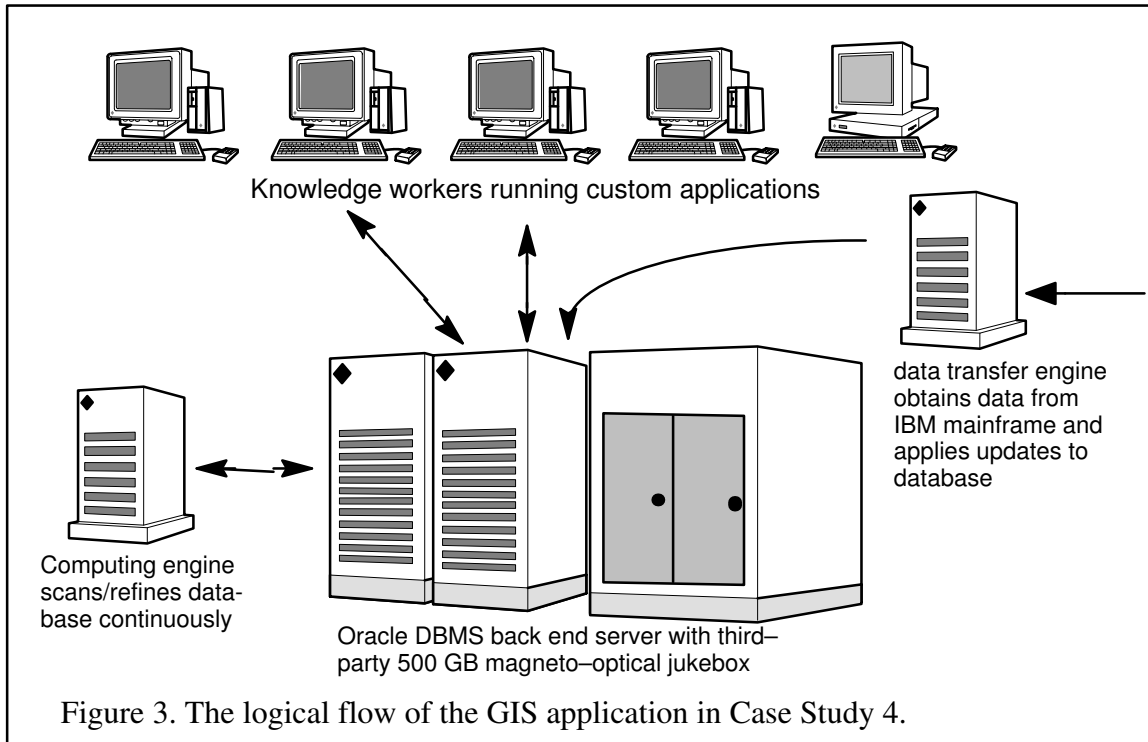 Knowledge workers running custom applications
data transfer engine
obtains data from
IBM mainframe and
applies updates to
database
Computing engine
scans/refines data-
base continuously
Oracle DBMS back end server with third–
party 500 GB magneto–optical jukebox
Figure 3. The logical flow of the GIS application in Case Study 4.